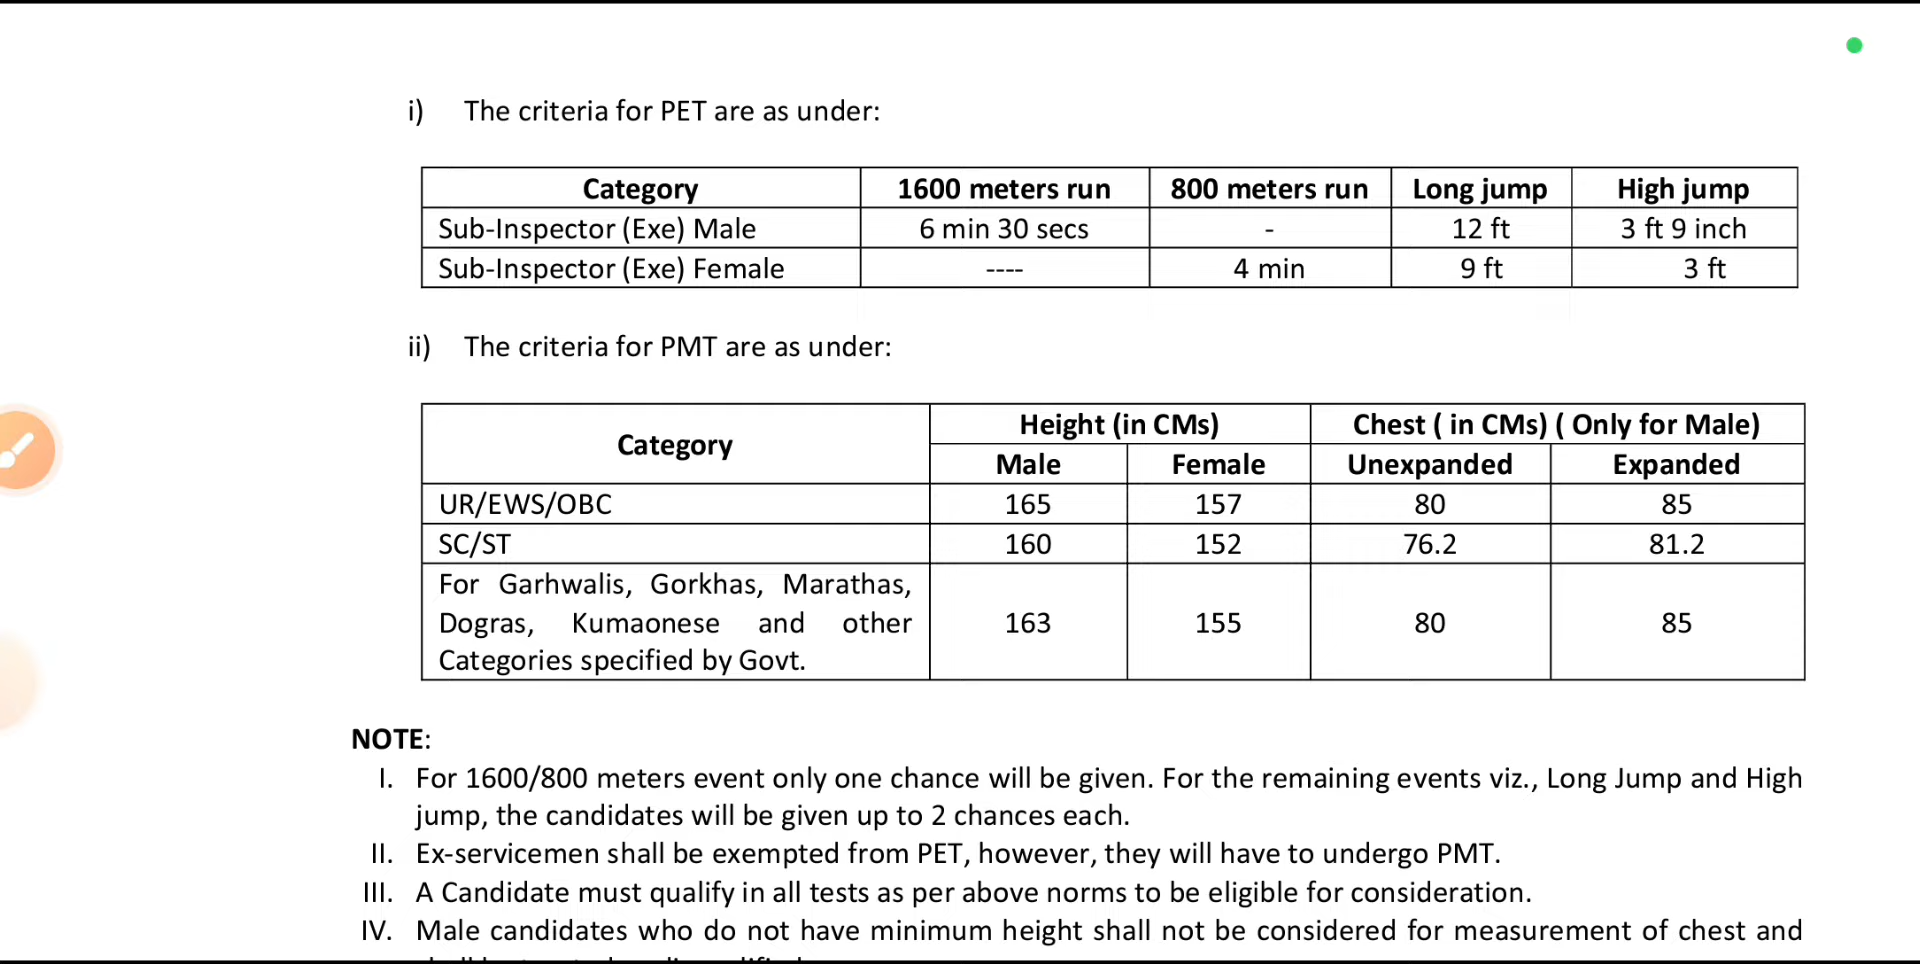 i) The criteria for PET are as under:
Category 1600 meters run 800 meters run Long jump High jump
Sub-Inspector (Exe) Male 6 min 30 secs - 12 ft 3 ft 9 inch
Sub-Inspector (Exe) Female ---- 4 min 9 ft 3 ft
ii) The criteria for PMT are as under:
Category Height (in CMs) Chest ( in CMs) ( Only for Male)
Male Female Unexpanded Expanded
UR/EWS/OBC 165 157 80 85
SC/ST 160 152 76.2 81.2
For Garhwalis, Gorkhas, Marathas,
Dogras, Kumaonese and other 163 155 80 85
Categories specified by Govt.
NOTE:
I. For 1600/800 meters event only one chance will be given. For the remaining events viz., Long Jump and High
jump, the candidates will be given up to 2 chances each.
II. Ex-servicemen shall be exempted from PET, however, they will have to undergo PMT.
III. A Candidate must qualify in all tests as per above norms to be eligible for consideration.
IV. Male candidates who do not have minimum height shall not be considered for measurement of chest and